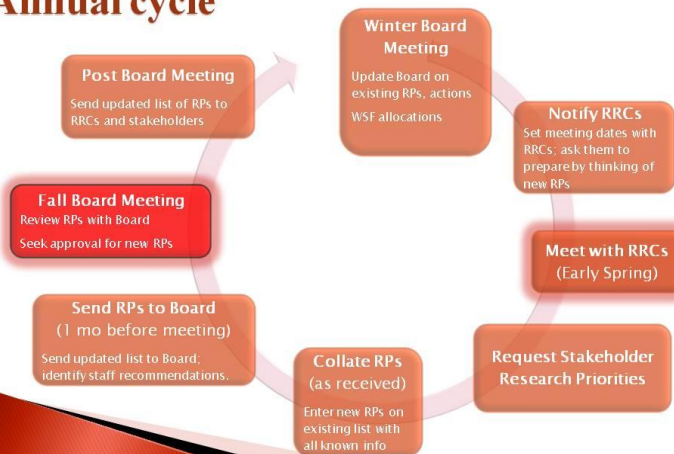 Annual cycle
Winter Board
Meeting
Update Board on
existing RPs, actions
WSF allocations
Notify RRCs
Set meeting dates with
RRCs; ask them to
prepare by thinking of
new RPs
Meet with RRCs
(Early Spring)
Request Stakeholder
Research Priorities
Collate RPs
(as received)
Enter new RPs on
existing list with
all known info
Send RPs to Board
(1 mo before meeting)
Send updated list to Board;
identify staff recommendations.
Fall Board Meeting
Review RPs with Board
Seek approval for new RPs
Post Board Meeting
Send updated list of RPs to
RRCs and stakeholders